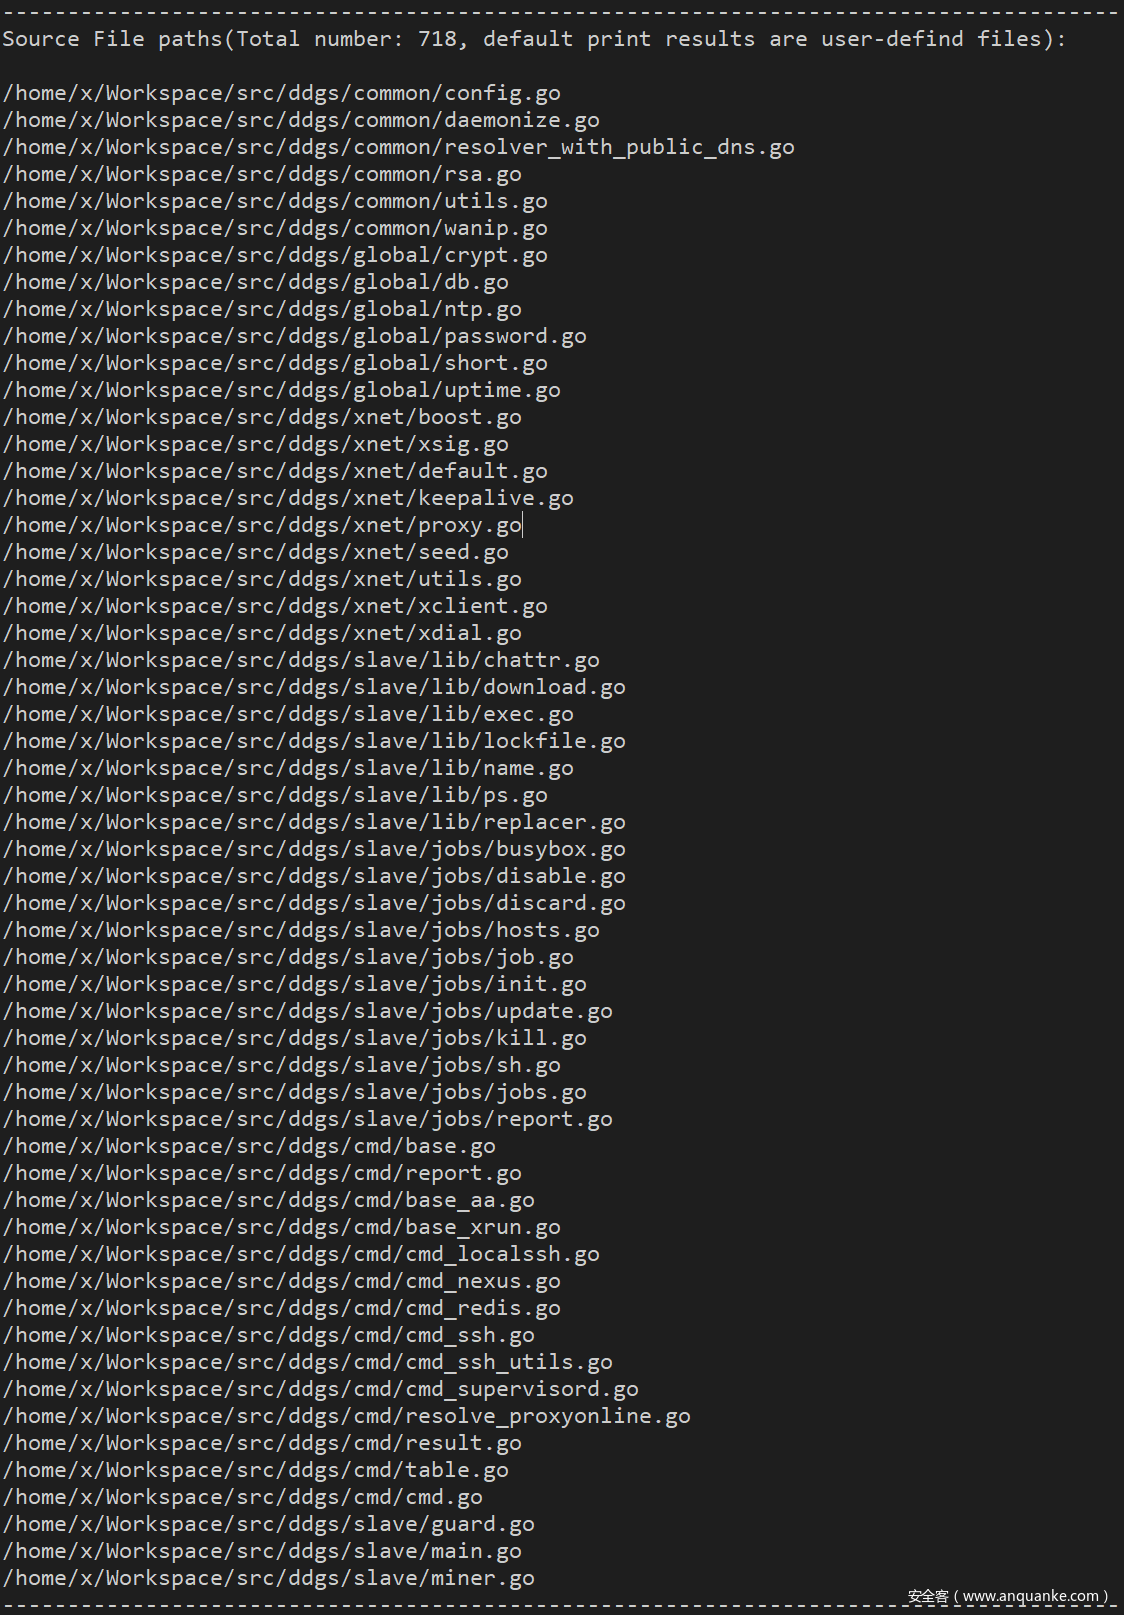 --------------------------------------------------------------------------------------
Source File paths(Total number: 718, default print results are user-defind files):
/home/x/Workspace/src/ddgs/common/config.go
/home/x/Workspace/src/ddgs/common/daemonize.go
/home/x/Workspace/src/ddgs/common/resolver_with_public_dns.go
/home/x/Workspace/src/ddgs/common/rsa.go
/home/x/Workspace/src/ddgs/common/utils.go
/home/x/Workspace/src/ddgs/common/wanip.go
/home/x/Workspace/src/ddgs/global/crypt.go
/home/x/Workspace/src/ddgs/global/db.go
/home/x/Workspace/src/ddgs/global/ntp.go
/home/x/Workspace/src/ddgs/global/password.go
/home/x/Workspace/src/ddgs/global/short.go
/home/x/Workspace/src/ddgs/global/uptime.go
/home/x/Workspace/src/ddgs/xnet/boost.go
/home/x/Workspace/src/ddgs/xnet/xsig.go
/home/x/Workspace/src/ddgs/xnet/default.go
/home/x/Workspace/src/ddgs/xnet/keepalive.go
/home/x/Workspace/src/ddgs/xnet/proxy.go
/home/x/Workspace/src/ddgs/xnet/seed.go
/home/x/Workspace/src/ddgs/xnet/utils.go
/home/x/Workspace/src/ddgs/xnet/xclient.go
/home/x/Workspace/src/ddgs/xnet/xdial.go
/home/x/Workspace/src/ddgs/slave/lib/chattr.go
/home/x/Workspace/src/ddgs/slave/lib/download.go
/home/x/Workspace/src/ddgs/slave/lib/exec.go
/home/x/Workspace/src/ddgs/slave/lib/lockfile.go
/home/x/Workspace/src/ddgs/slave/lib/name.go
/home/x/Workspace/src/ddgs/slave/lib/ps.go
/home/x/Workspace/src/ddgs/slave/lib/replacer.go
/home/x/Workspace/src/ddgs/slave/jobs/busybox.go
/home/x/Workspace/src/ddgs/slave/jobs/disable.go
/home/x/Workspace/src/ddgs/slave/jobs/discard.go
/home/x/Workspace/src/ddgs/slave/jobs/hosts.go
/home/x/Workspace/src/ddgs/slave/jobs/job.go
/home/x/Workspace/src/ddgs/slave/jobs/init.go
/home/x/Workspace/src/ddgs/slave/jobs/update.go
/home/x/Workspace/src/ddgs/slave/jobs/kill.go
/home/x/Workspace/src/ddgs/slave/jobs/sh.go
/home/x/Workspace/src/ddgs/slave/jobs/jobs.go
/home/x/Workspace/src/ddgs/slave/jobs/report.go
/home/x/Workspace/src/ddgs/cmd/base.go
/home/x/Workspace/src/ddgs/cmd/report.go
/home/x/Workspace/src/ddgs/cmd/base_aa.go
/home/x/Workspace/src/ddgs/cmd/base_xrun.go
/home/x/Workspace/src/ddgs/cmd/cmd_localssh.go
/home/x/Workspace/src/ddgs/cmd/cmd_nexus.go
/home/x/Workspace/src/ddgs/cmd/cmd_redis.go
/home/x/Workspace/src/ddgs/cmd/cmd_ssh.go
/home/x/Workspace/src/ddgs/cmd/cmd_ssh_utils.go
/home/x/Workspace/src/ddgs/cmd/cmd_supervisord.go
/home/x/Workspace/src/ddgs/cmd/resolve_proxyonline.go
/home/x/Workspace/src/ddgs/cmd/result.go
/home/x/Workspace/src/ddgs/cmd/table.go
/home/x/Workspace/src/ddgs/cmd/cmd.go
/home/x/Workspace/src/ddgs/slave/guard.go
/home/x/Workspace/src/ddgs/slave/main.go
/home/x/Workspace/src/ddgs/slave/miner.go
安全客（www.anquanke.com）
--------------------------------------------------------------------------------------